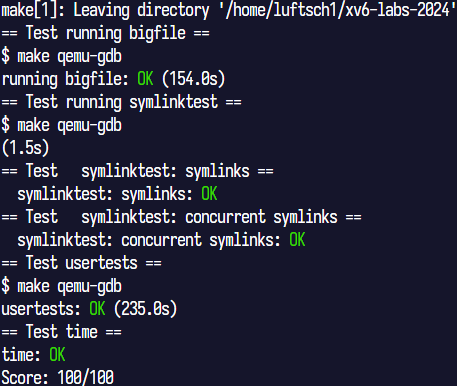 make[1]: Leaving directory '/home/luftsch1/xv6-labs-2024'
== Test running bigfile ==
$ make qemu-gdb
running bigfile: OK (154.0s)
== Test running symlinktest ==
$ make qemu-gdb
(1.5s)
== Test   symlinktest: symlinks ==
  symlinktest: symlinks: OK
== Test   symlinktest: concurrent symlinks ==
  symlinktest: concurrent symlinks: OK
== Test usertests ==
$ make qemu-gdb
usertests: OK (235.0s)
== Test time ==
time: OK
Score: 100/100